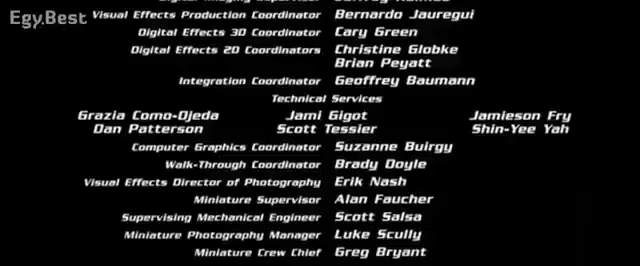 Egy.Best
Visual Effects Production Coordinator Bernardo Jauregui
Digital Effects 3D Coordinator Cary Green
Digital Effects 2D Coordinators Christine Globke
Brian Peyatt
Integration Coordinator Geoffrey Baumann
Technical Services
Grazia Como-Ojeda Jami Gigot Jamieson Fry
Dan Patterson Scott Tessier Shin-Yee Yah
Computer Graphics Coordinator Suzanne Buirgy
Walk-Through Coordinator Brady Doyle
Visual Effects Director of Photography Erik Nash
Miniature Supervisor Alan Faucher
Supervising Mechanical Engineer Scott Salsa
Miniature Photography Manager Luke Scully
Miniature Crew Chief Greg Bryant